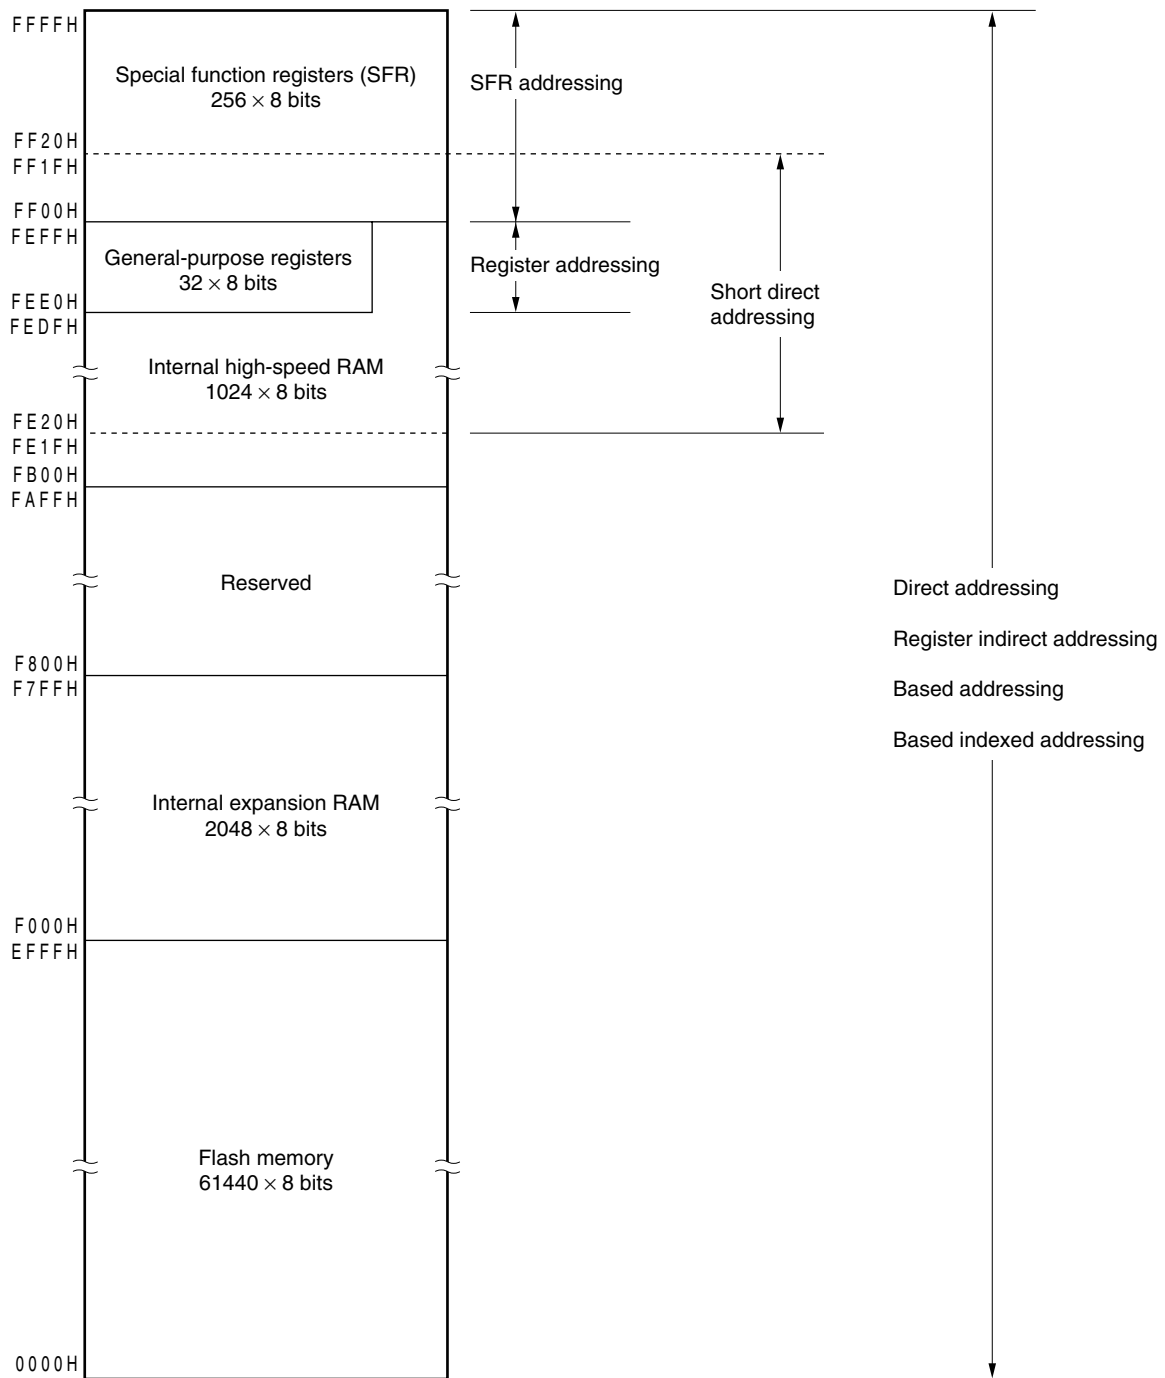 FFFFH
Special function registers (SFR)
256 × 8 bits
SFR addressing
FF20H
FF1FH
FF00H
FEFFH
General-purpose registers
32 × 8 bits
Register addressing
Short direct
addressing
FEE0H
FEDFH
Internal high-speed RAM
1024 × 8 bits
FE20H
FE1FH
FB00H
FAFFH
Reserved
Direct addressing
Register indirect addressing
Based addressing
Based indexed addressing
F800H
F7FFH
Internal expansion RAM
2048 × 8 bits
F000H
EFFFH
Flash memory
61440 × 8 bits
0000H